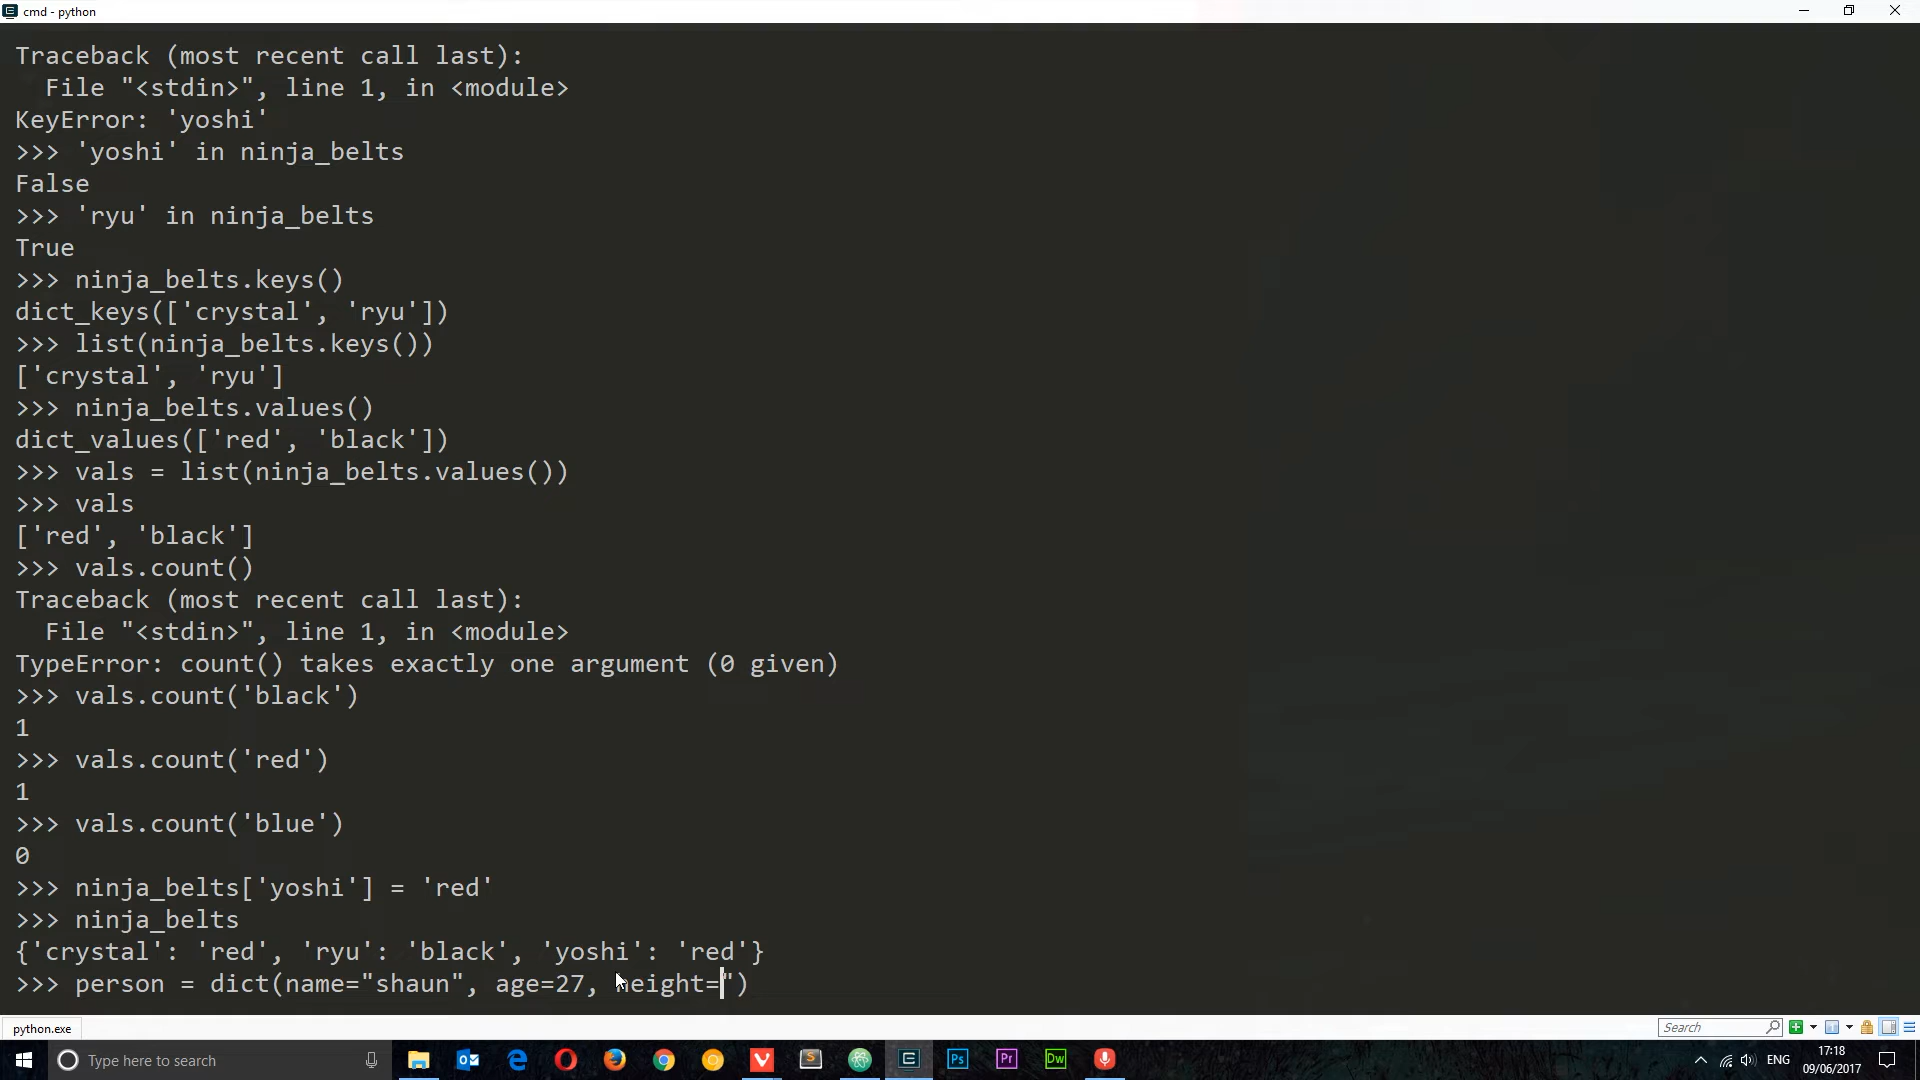 cmd - python
Traceback (most recent call last):
  File "<stdin>", line 1, in <module>
KeyError: 'yoshi'
>>> 'yoshi' in ninja_belts
False
>>> 'ryu' in ninja_belts
True
>>> ninja_belts.keys()
dict_keys(['crystal', 'ryu'])
>>> list(ninja_belts.keys())
['crystal', 'ryu']
>>> ninja_belts.values()
dict_values(['red', 'black'])
>>> vals = list(ninja_belts.values())
>>> vals
['red', 'black']
>>> vals.count()
Traceback (most recent call last):
  File "<stdin>", line 1, in <module>
TypeError: count() takes exactly one argument (0 given)
>>> vals.count('black')
1
>>> vals.count('red')
1
>>> vals.count('blue')
0
>>> ninja_belts['yoshi'] = 'red'
>>> ninja_belts
{'crystal': 'red', 'ryu': 'black', 'yoshi': 'red'}
>>> person = dict(name="shaun", age=27, height=")
python.exe
Search
Type here to search
Ps
Pr
Dw
ENG
17:18
09/06/2017